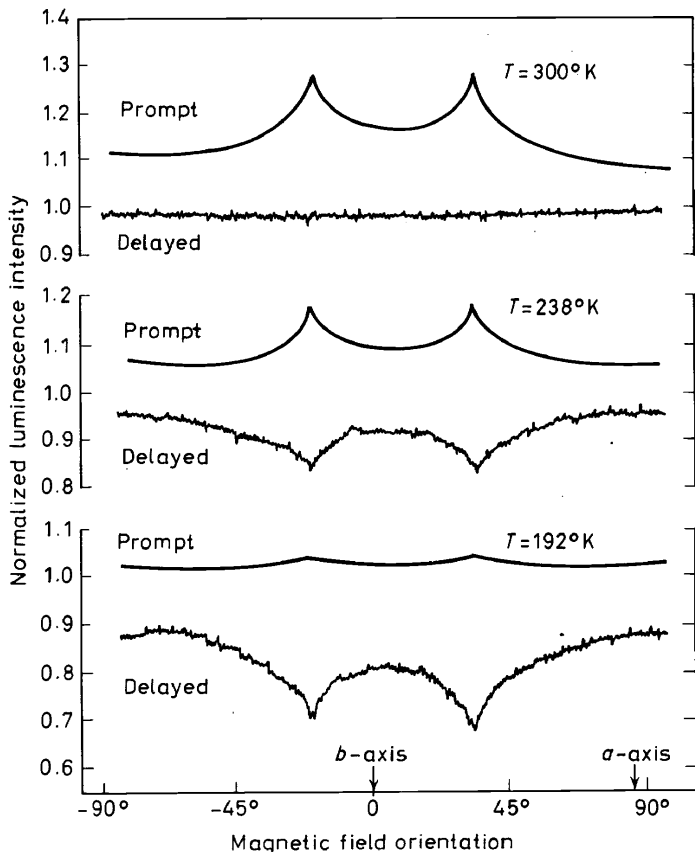 1.4
1.3
1.2
1.1
1.0
0.9
Prompt
T=300°K
Delayed
1.2
1.1
1.0
0.9
0.8
Prompt
T=238°K
Delayed
1.1
1.0
0.9
0.8
0.7
0.6
Prompt
T=192°K
Delayed
b-axis
a-axis
-90°
-45°
0
45°
90°
Magnetic field orientation
Normalized luminescence intensity